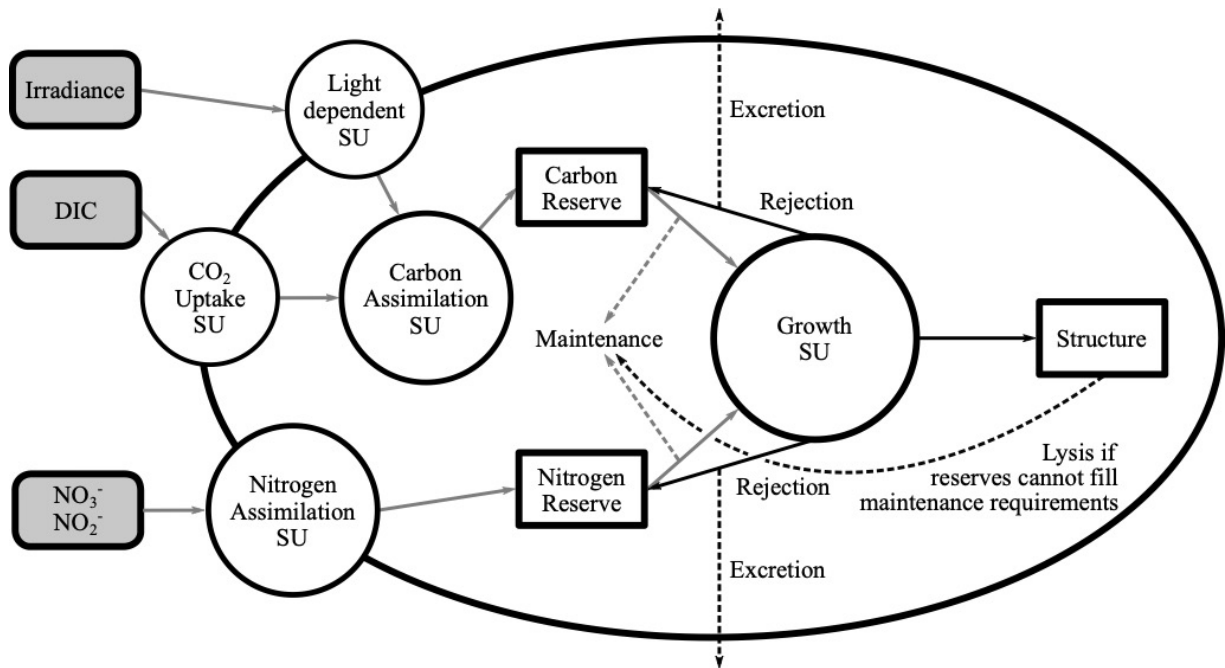 Irradiance
Light
dependent
SU
Excretion
DIC
Carbon
Reserve
Rejection
CO₂
Uptake
SU
Carbon
Assimilation
SU
Maintenance
Growth
SU
Structure
NO₃⁻
NO₂⁻
Nitrogen
Assimilation
SU
Nitrogen
Reserve
Rejection
Lysis if
reserves cannot fill
maintenance requirements
Excretion